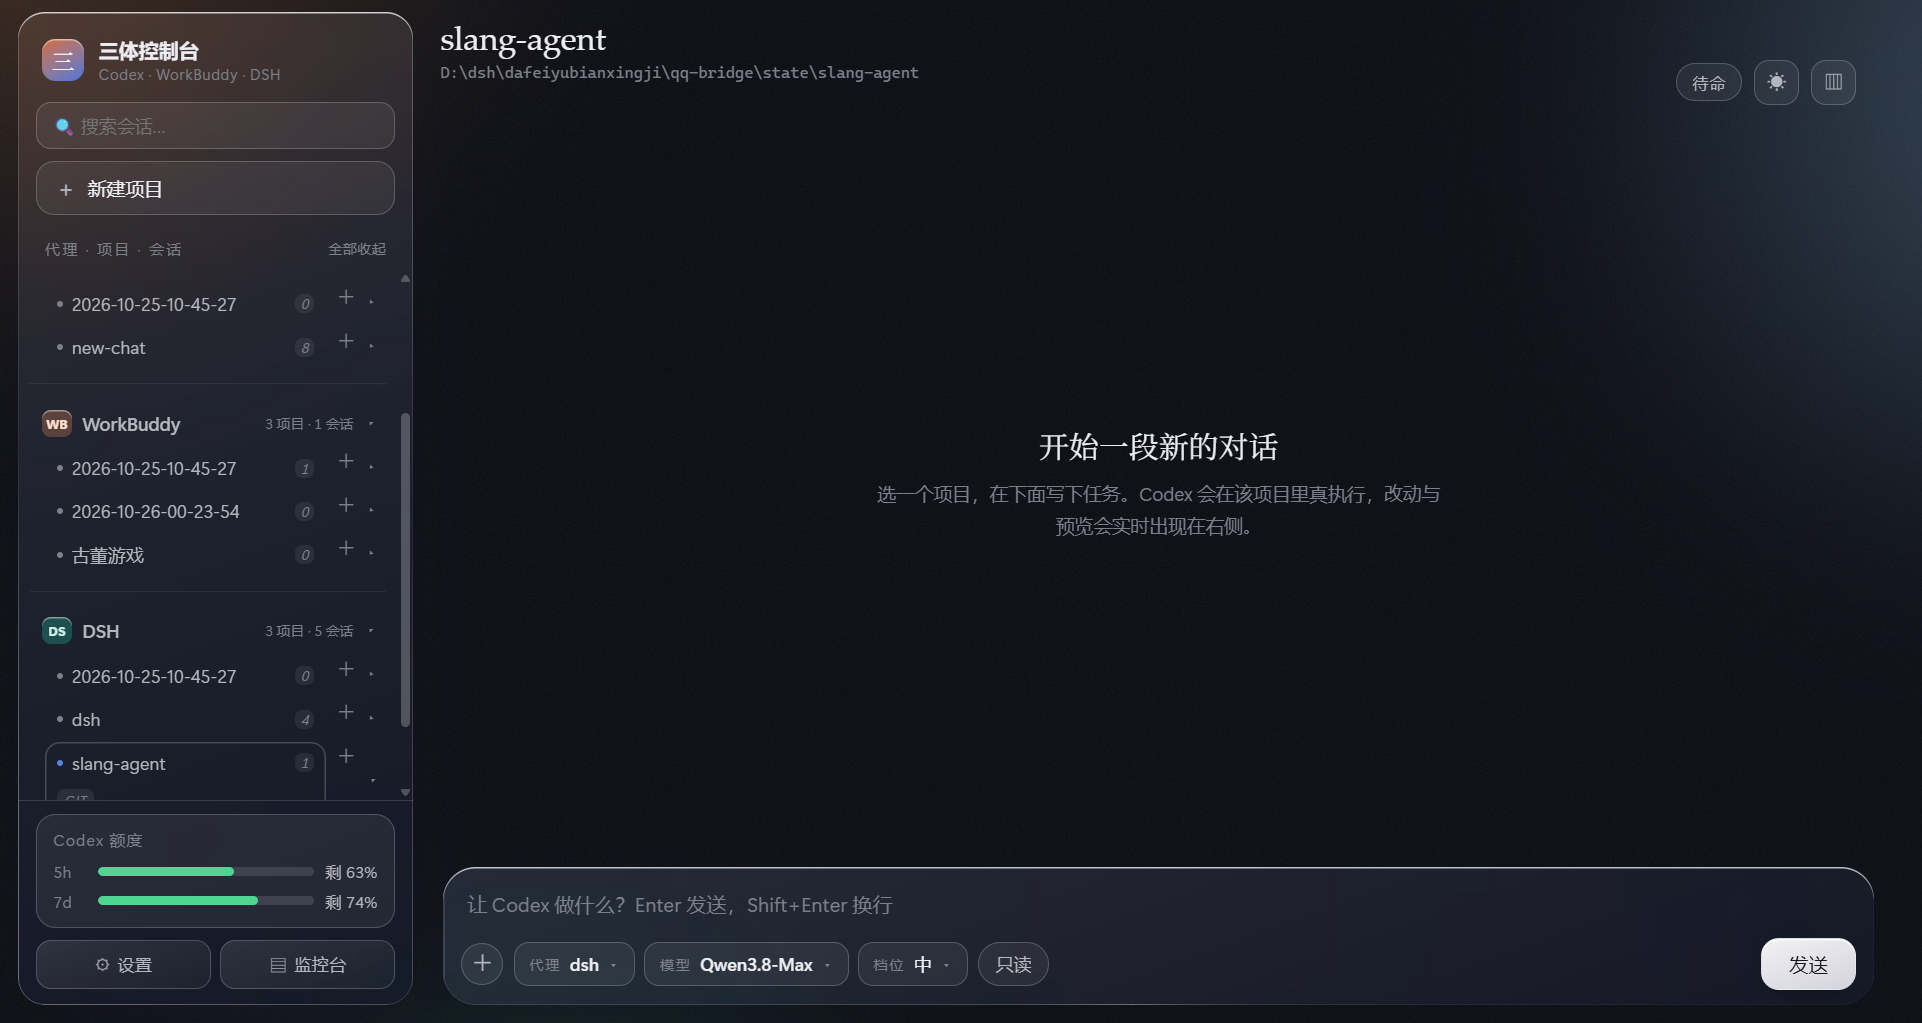 三
三体控制台
Codex · WorkBuddy · DSH
搜索会话...
+ 新建项目
代理 · 项目 · 会话
全部收起
2026-10-25-10-45-27
0
new-chat
8
WB
WorkBuddy
3 项目 · 1 会话
2026-10-25-10-45-27
1
2026-10-26-00-23-54
0
古董游戏
0
DS
DSH
3 项目 · 5 会话
2026-10-25-10-45-27
0
dsh
4
slang-agent
1
Codex 额度
5h
剩 63%
7d
剩 74%
设置
监控台
slang-agent
D:\dsh\dafeiyubianxingji\qq-bridge\state\slang-agent
待命
开始一段新的对话
选一个项目，在下面写下任务。Codex 会在该项目里真执行，改动与
预览会实时出现在右侧。
让 Codex 做什么？Enter 发送，Shift+Enter 换行
代理 dsh
模型 Qwen3.8-Max
档位 中
只读
发送